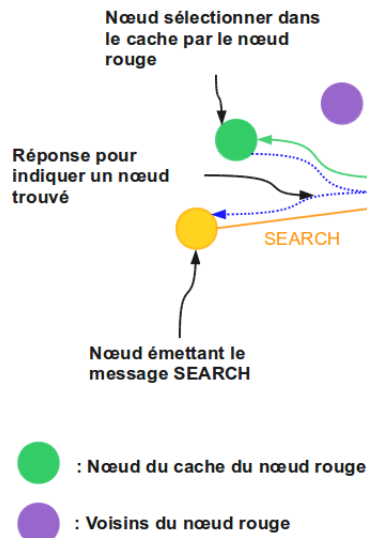 Nœud sélectionner dans
le cache par le nœud
rouge
Réponse pour
indiquer un nœud
trouvé
SEARCH
Nœud émettant le
message SEARCH
: Nœud du cache du nœud rouge
: Voisins du nœud rouge